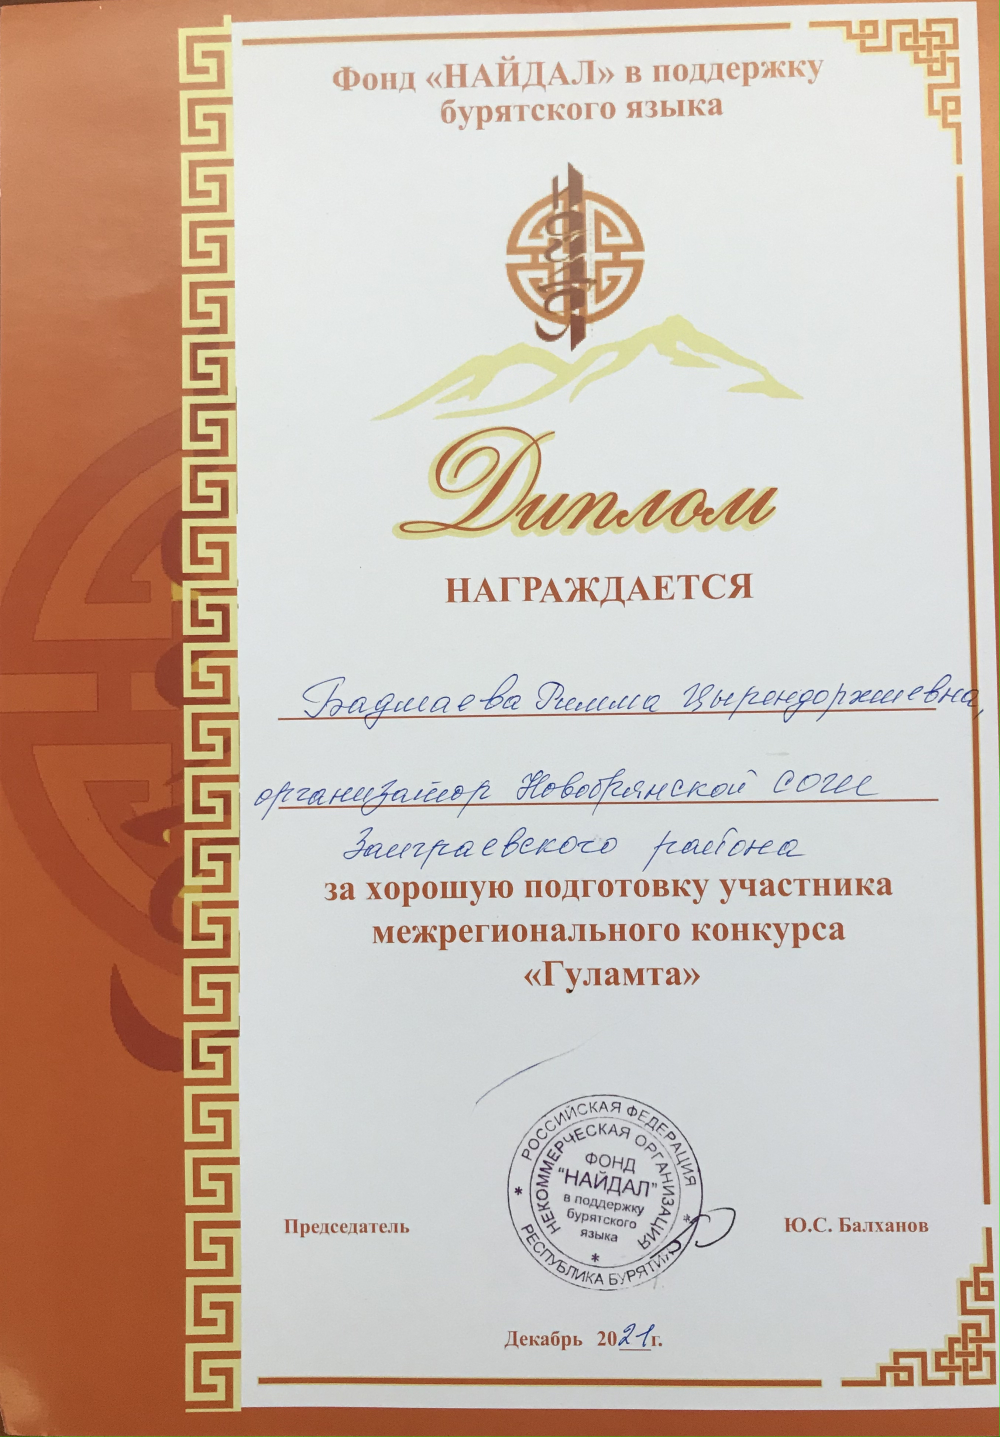 Фонд «НАЙДАЛ» в поддержку
бурятского языка
Диплом
НАГРАЖДАЕТСЯ
Бадмаева Римма Цырендоржиевна,
организатор Новобрянской СОШ
Заиграевского района
за хорошую подготовку участника
межрегионального конкурса
«Гуламта»
РОССИЙСКАЯ ФЕДЕРАЦИЯ
НЕКОММЕРЧЕСКАЯ ОРГАНИЗАЦИЯ
ФОНД
"НАЙДАЛ"
в поддержку
бурятского
языка
РЕСПУБЛИКА БУРЯТИЯ
Председатель
Ю.С. Балханов
Декабрь 2021г.